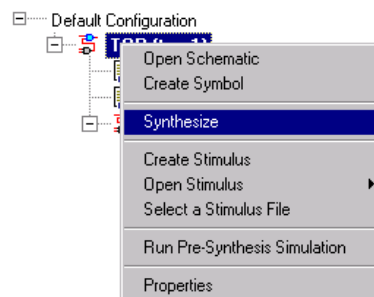 Default Configuration
Open Schematic
Create Symbol
Synthesize
Create Stimulus
Open Stimulus
Select a Stimulus File
Run Pre-Synthesis Simulation
Properties